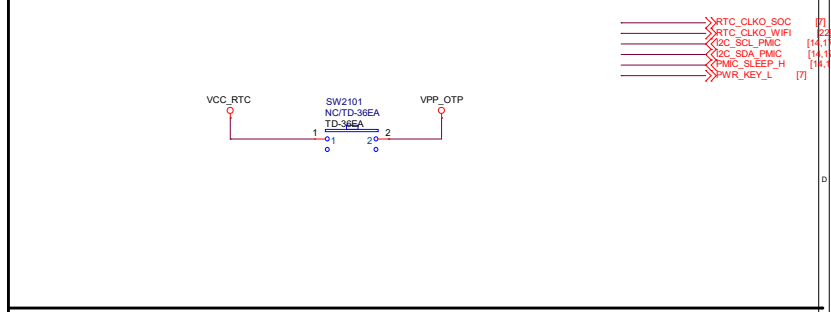 RTC_CLKO_SOC [7]
RTC_CLKO_WIFI [22]
I2C_SCL_PMIC
I2C_SDA_PMIC
PMIC_SLEEP_H
PWR_KEY_L [7]
VCC_RTC
SW2101
VPP_OTP
NC/TD-36EA
TD-36EA
1 2
1 2
D